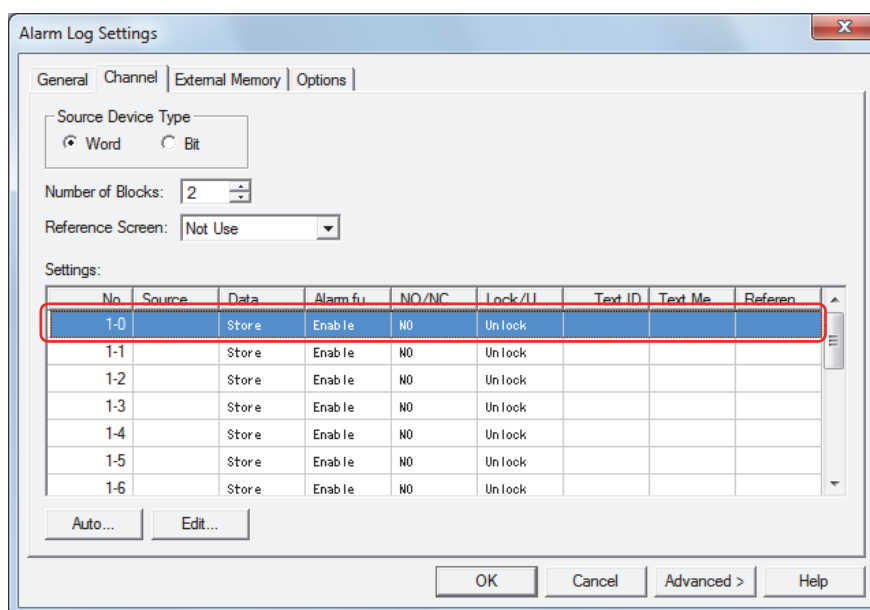 Alarm Log Settings
General Channel External Memory Options
Source Device Type
Word Bit
Number of Blocks: 2
Reference Screen: Not Use
Settings:
No. Source Data Alarm fu... NO/NC Lock/U... Text ID Text Me... Referen...
1-0 Store Enable NO Unlock
1-1 Store Enable NO Unlock
1-2 Store Enable NO Unlock
1-3 Store Enable NO Unlock
1-4 Store Enable NO Unlock
1-5 Store Enable NO Unlock
1-6 Store Enable NO Unlock
Auto... Edit...
OK Cancel Advanced > Help